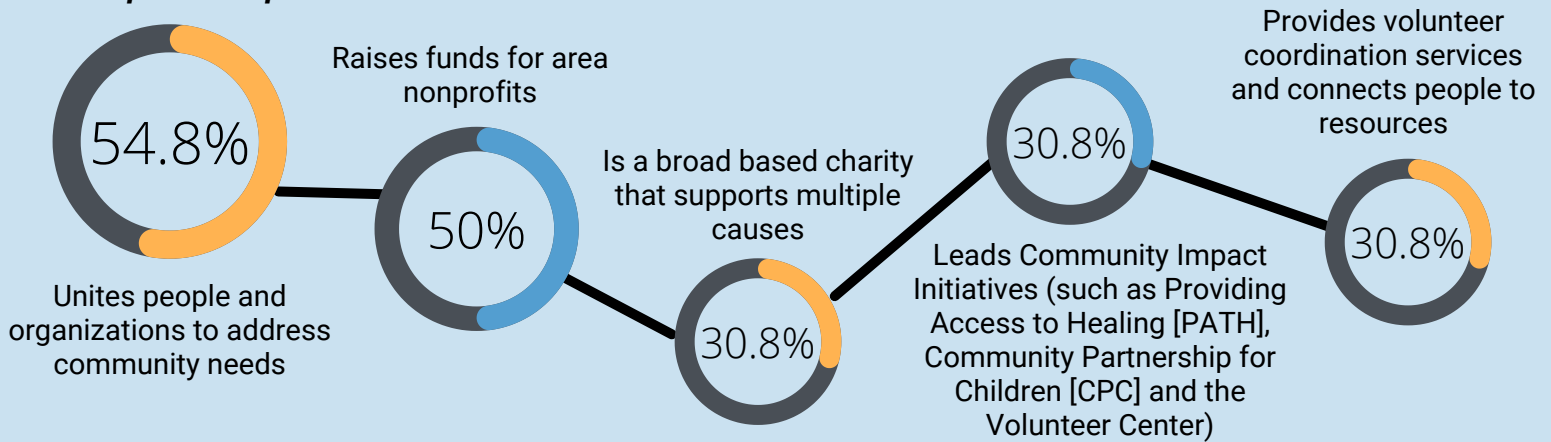 54.8%
Unites people and
organizations to address
community needs
Raises funds for area
nonprofits
50%
Is a broad based charity
that supports multiple
causes
30.8%
30.8%
Leads Community Impact
Initiatives (such as Providing
Access to Healing [PATH],
Community Partnership for
Children [CPC] and the
Volunteer Center)
Provides volunteer
coordination services
and connects people to
resources
30.8%